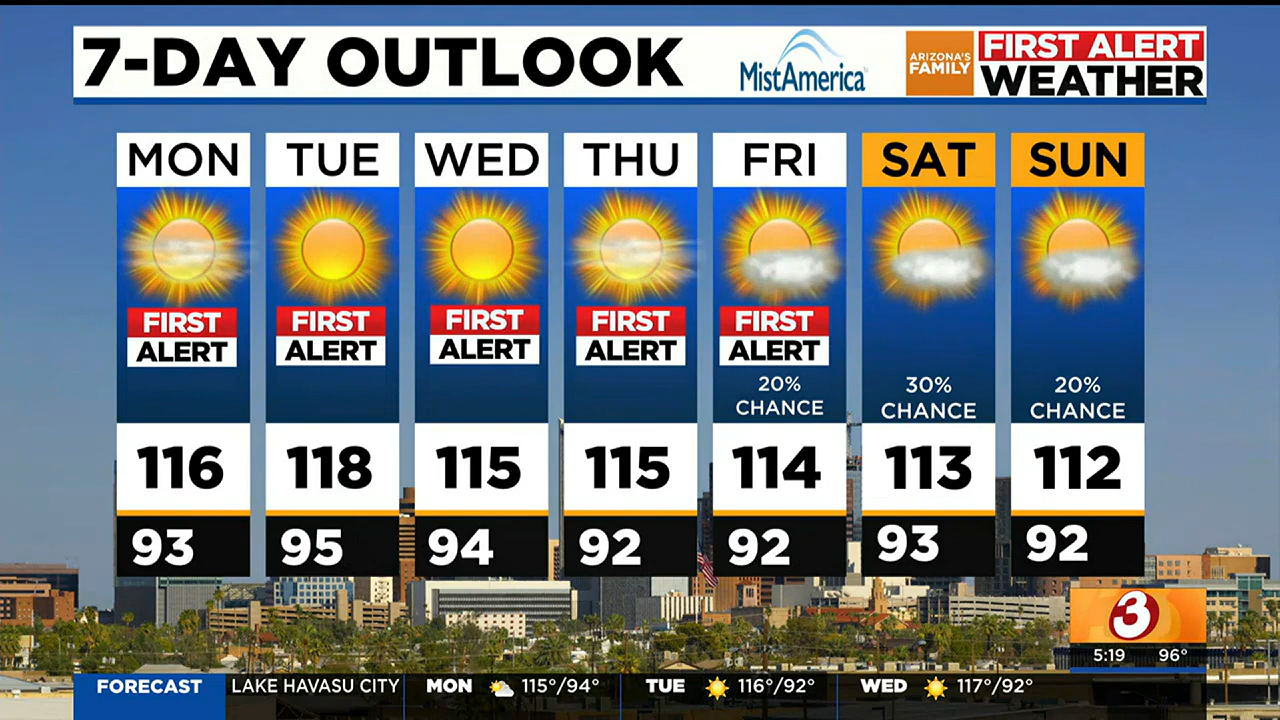 7-DAY OUTLOOK
MistAmerica
ARIZONA'S
FAMILY
FIRST ALERT
WEATHER
MON TUE WED THU FRI SAT SUN
FIRST FIRST FIRST FIRST FIRST
ALERT ALERT ALERT ALERT ALERT
20% 30% 20%
CHANCE CHANCE CHANCE
116 118 115 115 114 113 112
93 95 94 92 92 93 92
3
5:19 96°
FORECAST LAKE HAVASU CITY MON 115°/94° TUE 116°/92° WED 117°/92°